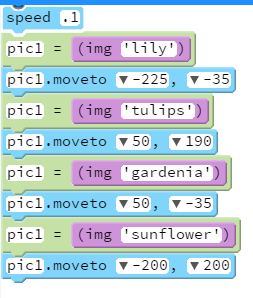 speed .1
pic1 = (img 'lily')
pic1.moveto ▼-225, ▼-35
pic1 = (img 'tulips')
pic1.moveto ▼50, ▼190
pic1 = (img 'gardenia')
pic1.moveto ▼50, ▼-35
pic1 = (img 'sunflower')
pic1.moveto ▼-200, ▼200